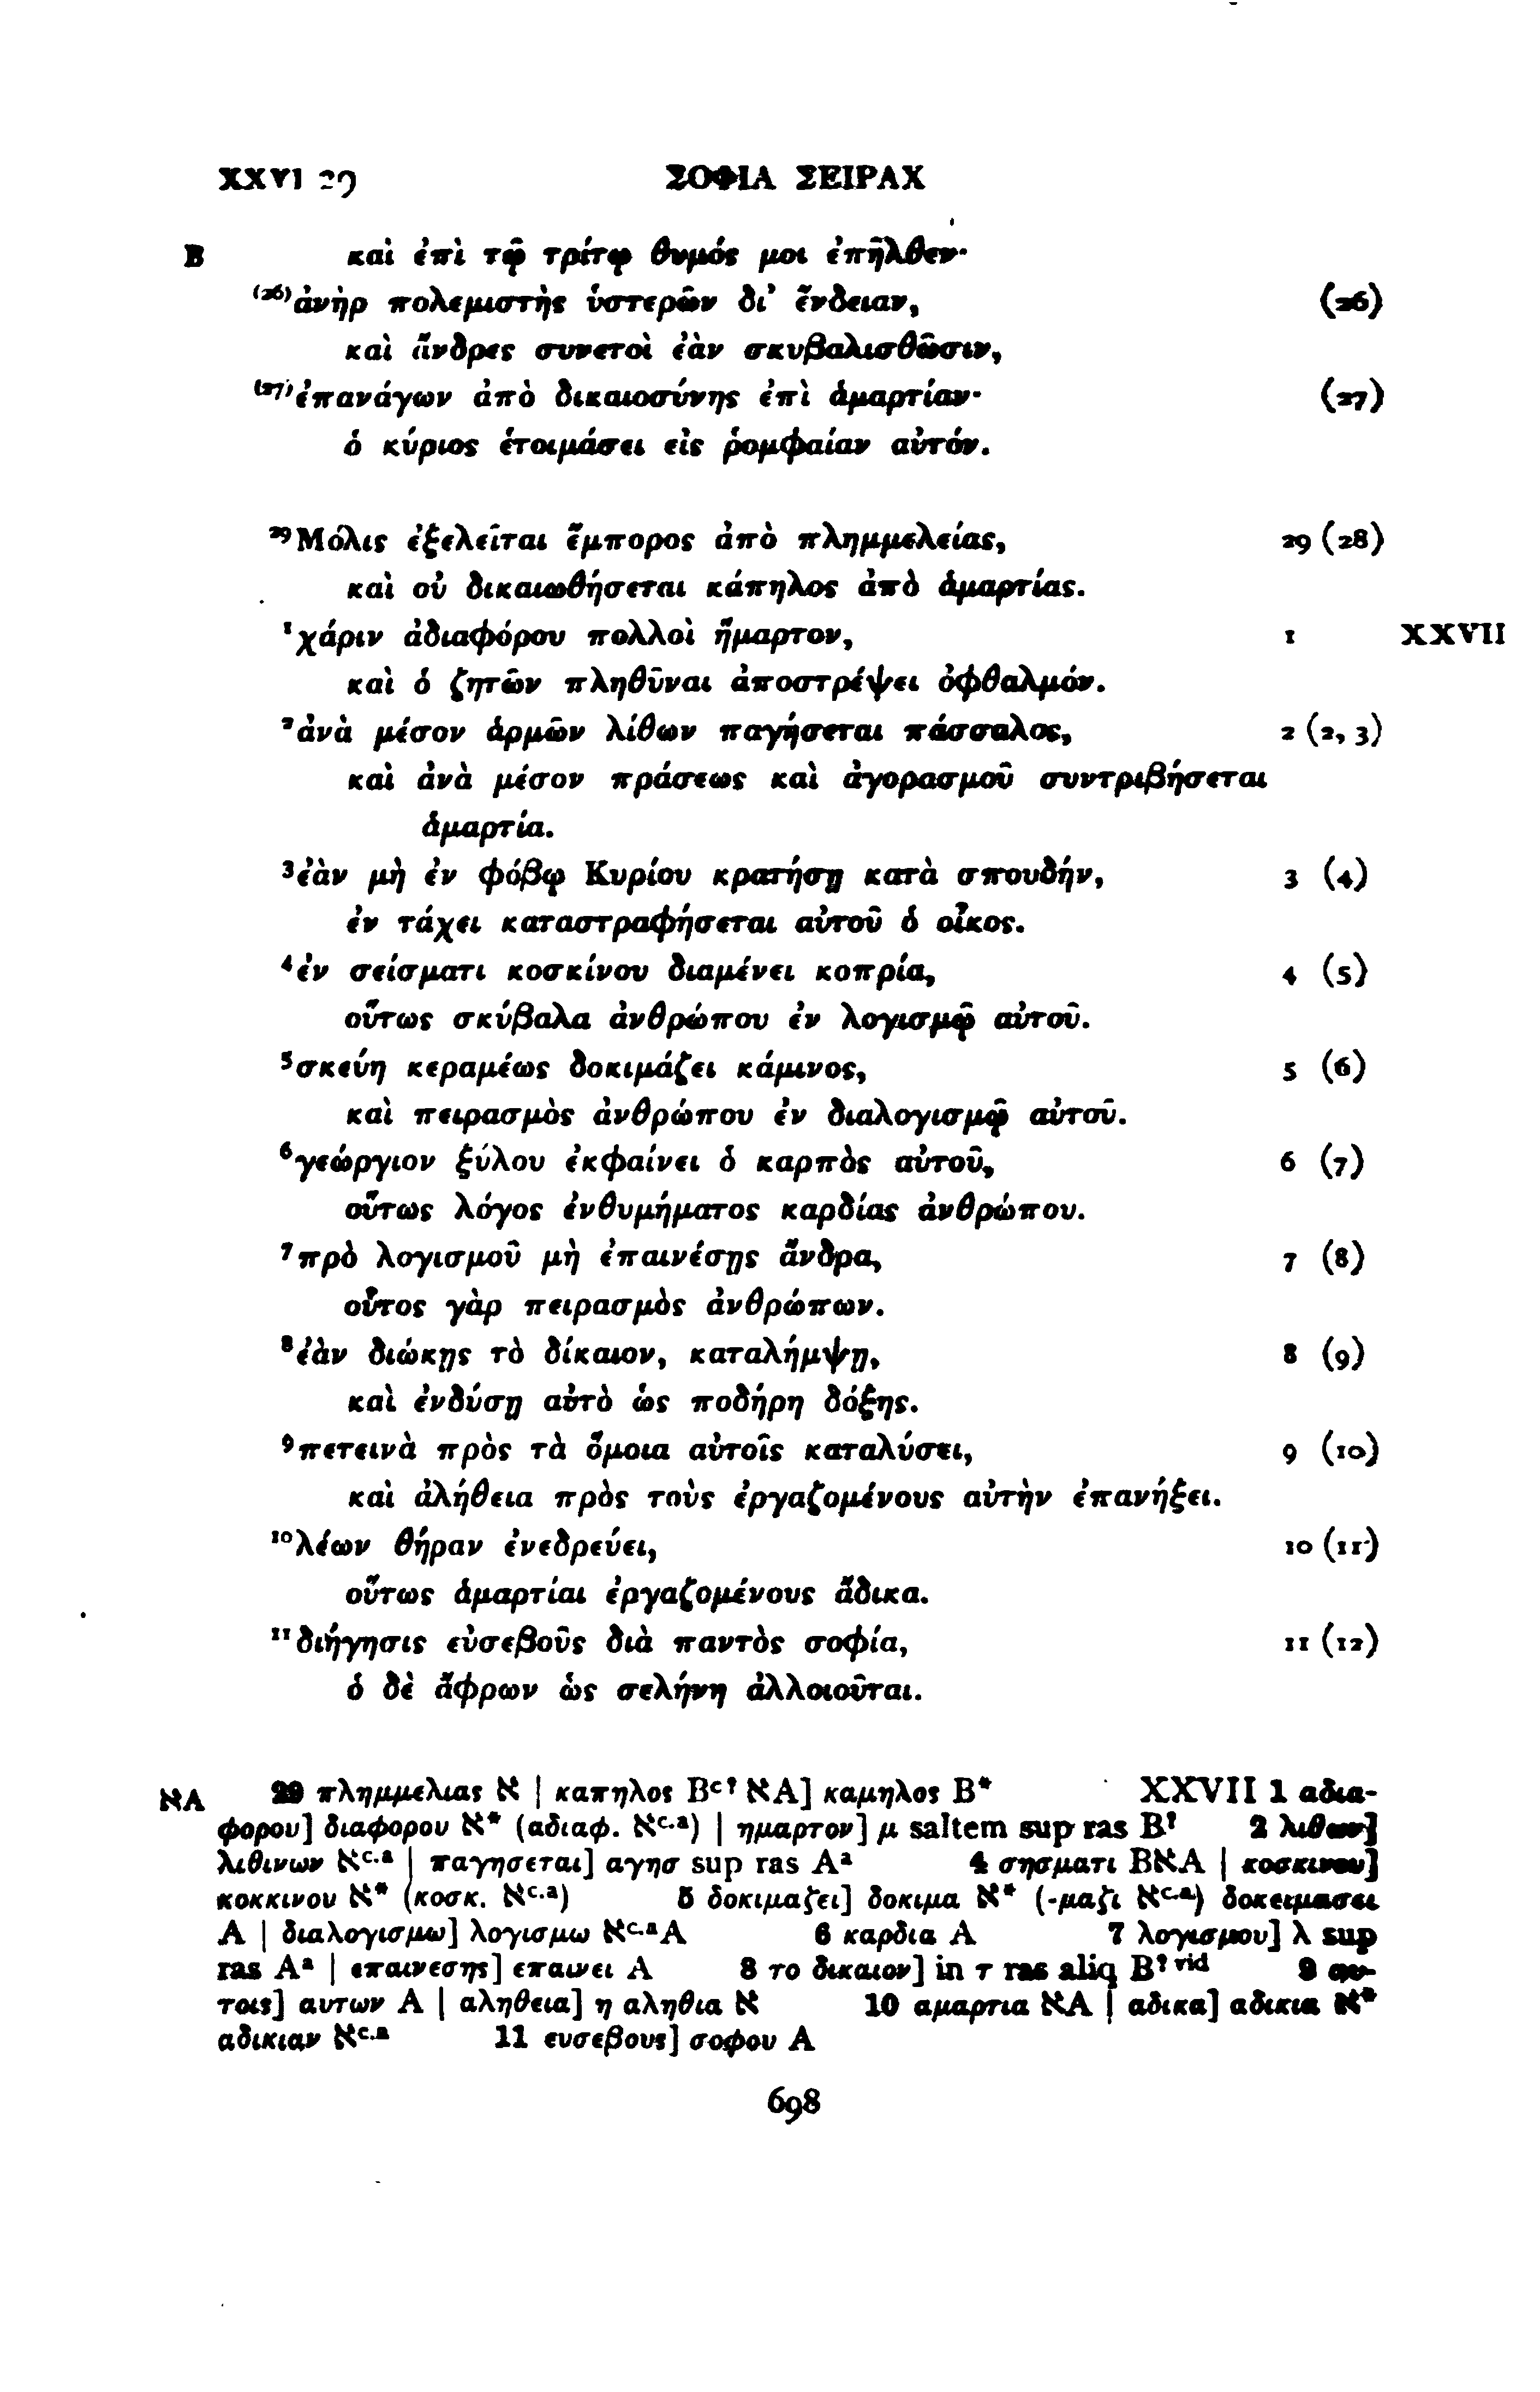 XXVI 29 ΣΟΦΙΑ ΣΕΙΡΑΧ
B καὶ ἐπὶ τῷ τρίτῳ θυμός μοι ἐπῆλθεν·
(26) ἀνὴρ πολεμιστὴς ὑστερῶν δι᾽ ἔνδειαν, (26)
καὶ ἄνδρες συνετοὶ ἐὰν σκυβαλισθῶσιν,
(27) ἐπανάγων ἀπὸ δικαιοσύνης ἐπὶ ἁμαρτίαν· (27)
ὁ κύριος ἑτοιμάσει εἰς ῥομφαίαν αὐτόν.
29 Μόλις ἐξελεῖται ἔμπορος ἀπὸ πλημμελείας, 29 (28)
καὶ οὐ δικαιωθήσεται κάπηλος ἀπὸ ἁμαρτίας.
1 χάριν ἀδιαφόρου πολλοὶ ἥμαρτον, 1 XXVII
καὶ ὁ ζητῶν πληθῦναι ἀποστρέψει ὀφθαλμόν.
2 ἀνὰ μέσον ἁρμῶν λίθων παγήσεται πάσσαλος, 2 (2, 3)
καὶ ἀνὰ μέσον πράσεως καὶ ἀγορασμοῦ συντριβήσεται
ἁμαρτία.
3 ἐὰν μὴ ἐν φόβῳ Κυρίου κρατήσῃ κατὰ σπουδήν, 3 (4)
ἐν τάχει καταστραφήσεται αὐτοῦ ὁ οἶκος.
4 ἐν σείσματι κοσκίνου διαμένει κοπρία, 4 (5)
οὕτως σκύβαλα ἀνθρώπου ἐν λογισμῷ αὐτοῦ.
5 σκεύη κεραμέως δοκιμάζει κάμινος, 5 (6)
καὶ πειρασμὸς ἀνθρώπου ἐν διαλογισμῷ αὐτοῦ.
6 γεώργιον ξύλου ἐκφαίνει ὁ καρπὸς αὐτοῦ, 6 (7)
οὕτως λόγος ἐνθυμήματος καρδίας ἀνθρώπου.
7 πρὸ λογισμοῦ μὴ ἐπαινέσῃς ἄνδρα, 7 (8)
οὗτος γὰρ πειρασμὸς ἀνθρώπων.
8 ἐὰν διώκῃς τὸ δίκαιον, καταλήμψῃ, 8 (9)
καὶ ἐνδύσῃ αὐτὸ ὡς ποδήρη δόξης.
9 πετεινὰ πρὸς τὰ ὅμοια αὐτοῖς καταλύσει, 9 (10)
καὶ ἀλήθεια πρὸς τοὺς ἐργαζομένους αὐτὴν ἐπανήξει.
10 λέων θήραν ἐνεδρεύει, 10 (11)
οὕτως ἁμαρτίαι ἐργαζομένους ἄδικα.
11 διήγησις εὐσεβοῦς διὰ παντὸς σοφία, 11 (12)
ὁ δὲ ἄφρων ὡς σελήνη ἀλλοιοῦται.
אA 29 πλημμελιας א | καπηλος Bc? אA] καμηλος B* XXVII 1 αδια-
φορου] διαφορου א* (αδιαφ. אc.a) | ημαρτον] μ saltem sup ras B? 2 λιθων]
λιθινων אc.a | παγησεται] αγησ sup ras Aa 4 σησματι BאA | κοσκινου]
κοκκινου א* (κοσκ. אc.a) 5 δοκιμαζει] δοκιμα א* (-μαζι אc.a) δοκειμασει
A | διαλογισμω] λογισμω אc.a A 6 καρδια A 7 λογισμου] λ sup
ras Aa | επαινεσης] επαινει A 8 το δικαιον] in τ ras aliq B? vid 9 αυ-
τοις] αυτων A | αληθεια] η αληθια א 10 αμαρτια אA | αδικα] αδικια א*
αδικιαν אc.a 11 ευσεβους] σοφου A
698